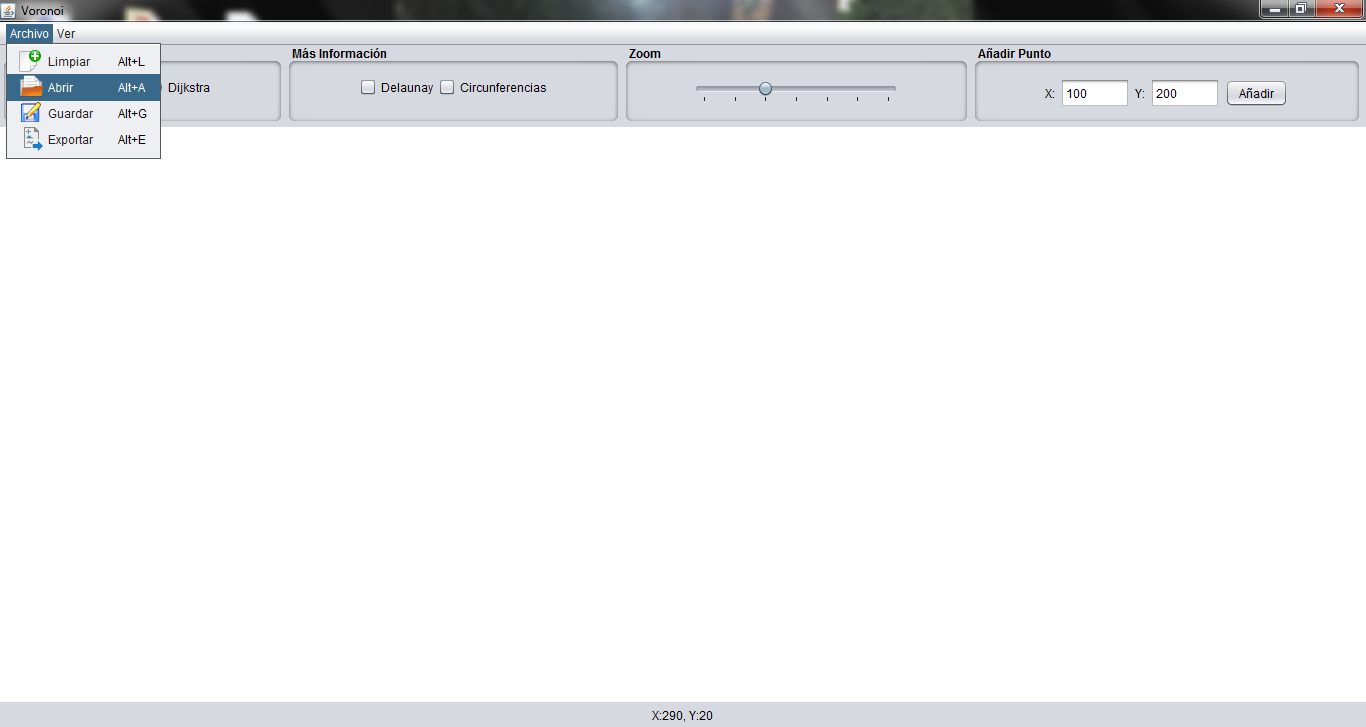 Voronoi
Archivo Ver
Limpiar Alt+L
Abrir Alt+A
Guardar Alt+G
Exportar Alt+E
Dijkstra
Más Información
Delaunay Circunferencias
Zoom
Añadir Punto
X: 100 Y: 200 Añadir
X:290, Y:20